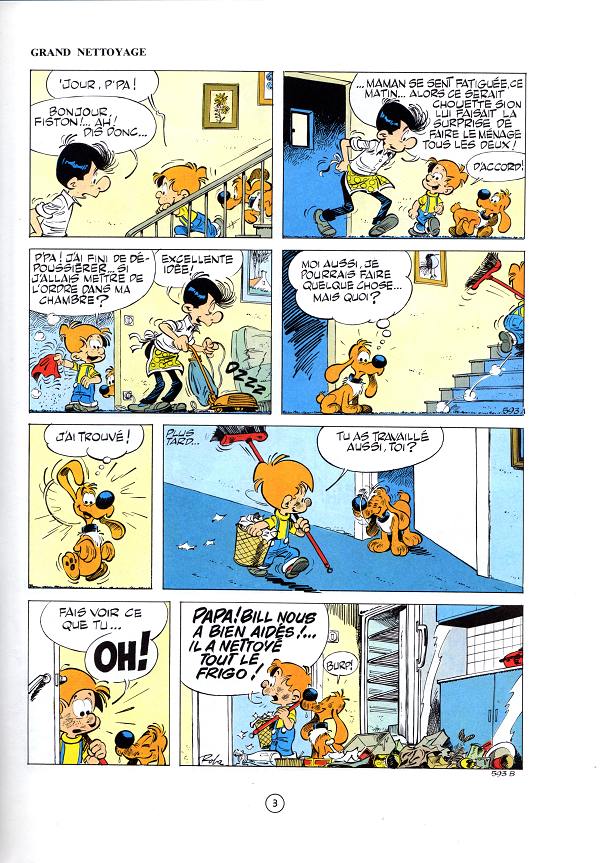 GRAND NETTOYAGE
'JOUR, P'PA!
BONJOUR,
FISTON!... AH!
DIS DONC...
...MAMAN SE SENT FATIGUÉE, CE
MATIN... ALORS CE SERAIT
CHOUETTE SI ON
LUI FAISAIT LA
SURPRISE DE
FAIRE LE MÉNAGE
TOUS LES DEUX!
D'ACCORD!
P'PA! J'AI FINI DE DÉ-
POUSSIÉRER... SI
J'ALLAIS METTRE DE
L'ORDRE DANS MA
CHAMBRE?
EXCELLENTE
IDÉE!
DZZZZ
MOI AUSSI, JE
POURRAIS FAIRE
QUELQUE CHOSE...
MAIS QUOI?
593 A
J'AI TROUVÉ!
PLUS
TARD...
TU AS TRAVAILLÉ
AUSSI, TOI?
FAIS VOIR CE
QUE TU...
OH!
PAPA! BILL NOUS
A BIEN AIDÉS!...
IL A NETTOYÉ
TOUT LE
FRIGO!
BURP!
Roba
593 B
3